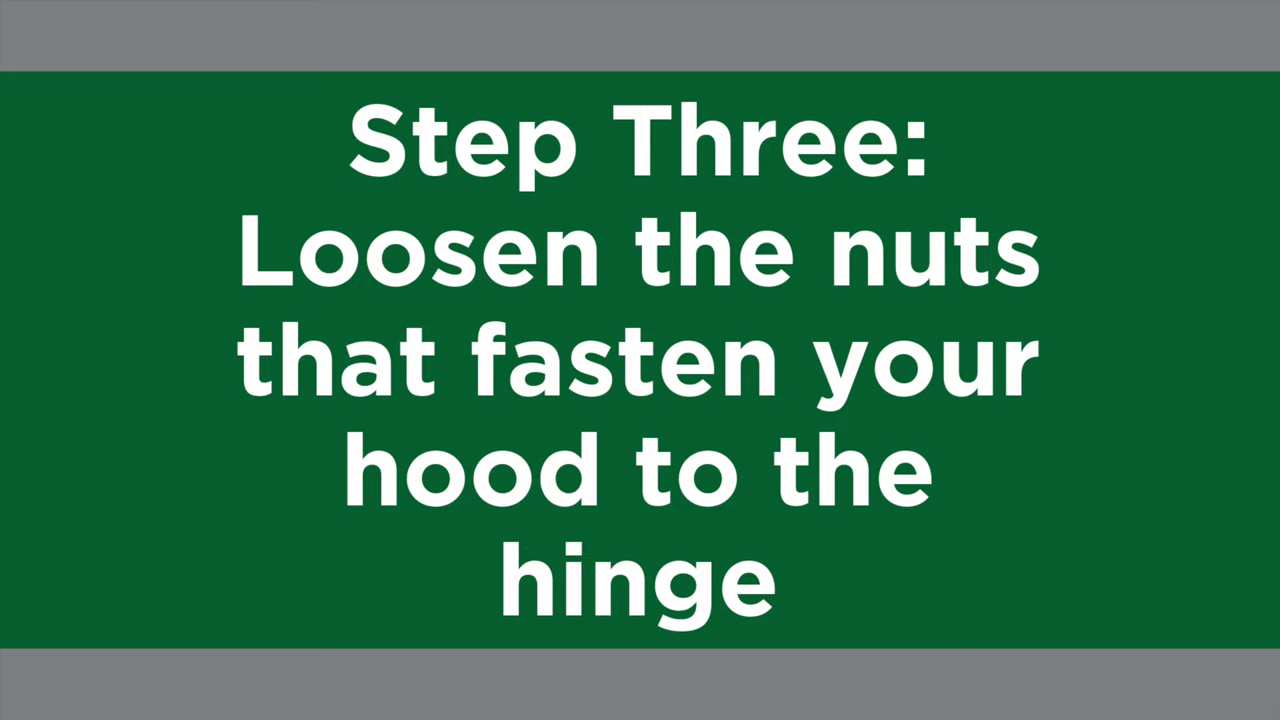 Step Three:
Loosen the nuts
that fasten your
hood to the
hinge